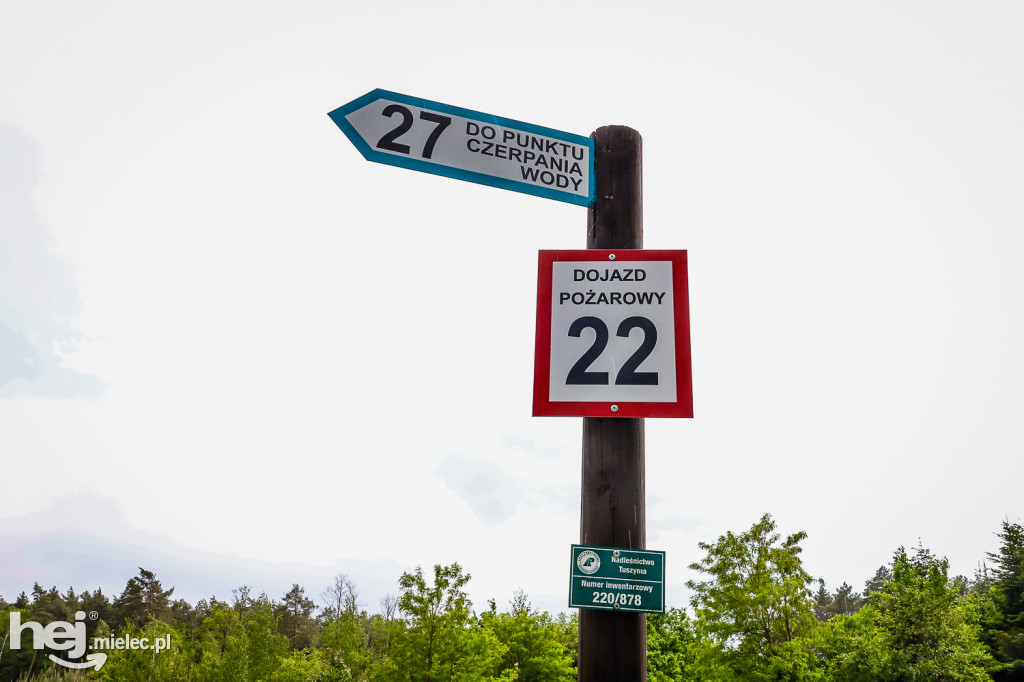 27 DO PUNKTU
CZERPANIA
WODY
DOJAZD
POŻAROWY
22
Nadleśnictwo
Tuszyma
Numer inwentarzowy
220/878
hej®
.mielec.pl